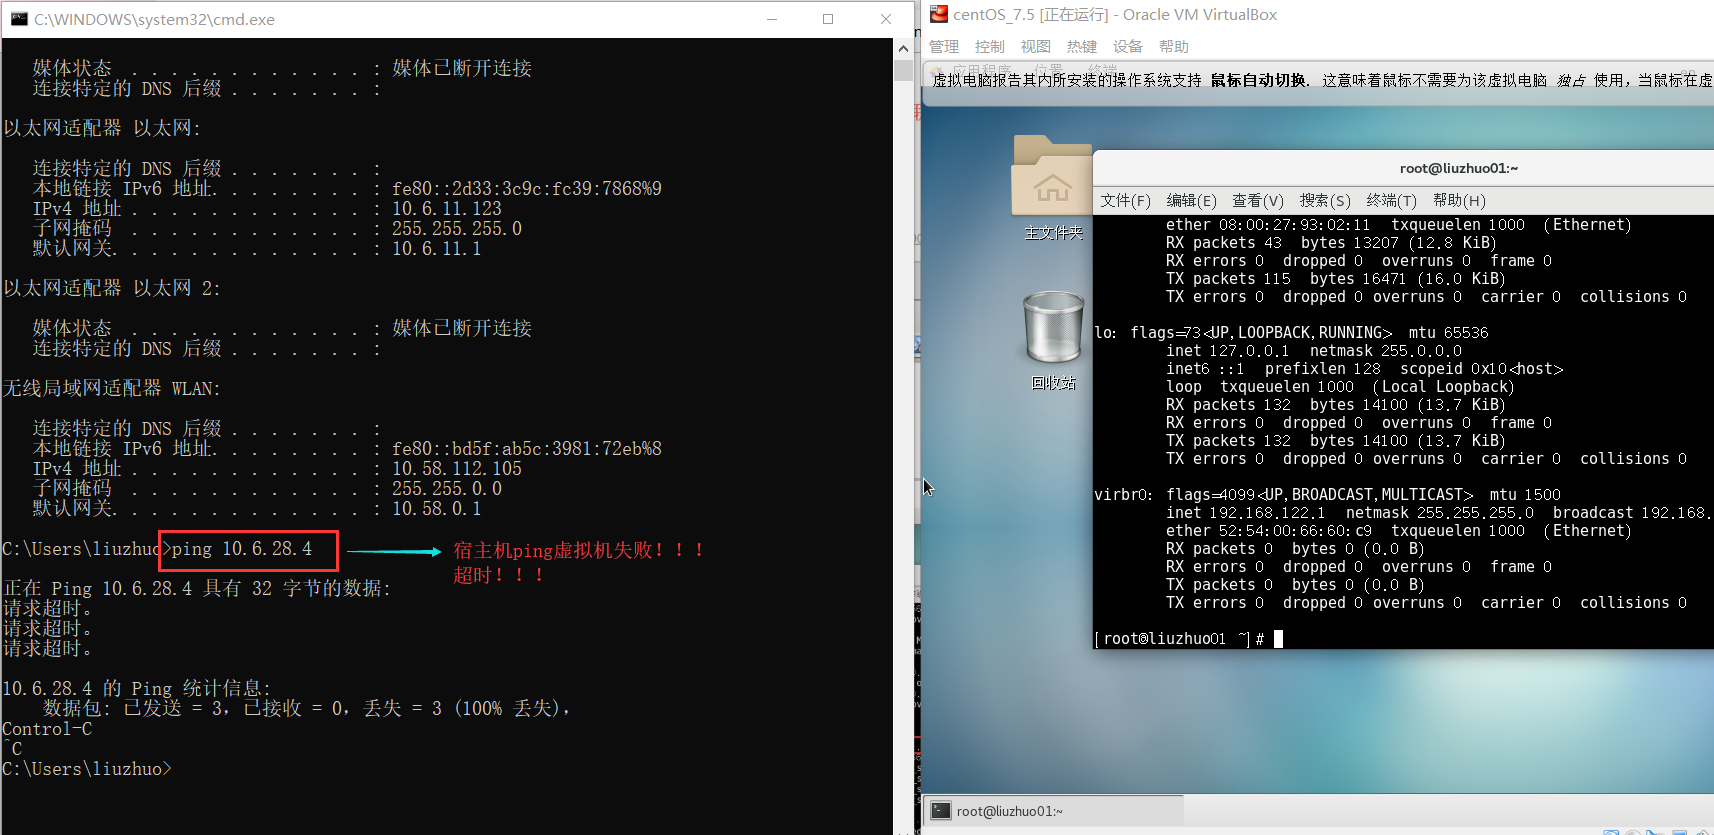 C:\WINDOWS\system32\cmd.exe
媒体状态 . . . . . . . . . . . . : 媒体已断开连接
连接特定的 DNS 后缀 . . . . . . . :
以太网适配器 以太网:
连接特定的 DNS 后缀 . . . . . . . :
本地链接 IPv6 地址. . . . . . . . : fe80::2d33:3c9c:fc39:7868%9
IPv4 地址 . . . . . . . . . . . . : 10.6.11.123
子网掩码 . . . . . . . . . . . . : 255.255.255.0
默认网关. . . . . . . . . . . . . : 10.6.11.1
以太网适配器 以太网 2:
媒体状态 . . . . . . . . . . . . : 媒体已断开连接
连接特定的 DNS 后缀 . . . . . . . :
无线局域网适配器 WLAN:
连接特定的 DNS 后缀 . . . . . . . :
本地链接 IPv6 地址. . . . . . . . : fe80::bd5f:ab5c:3981:72eb%8
IPv4 地址 . . . . . . . . . . . . : 10.58.112.105
子网掩码 . . . . . . . . . . . . : 255.255.0.0
默认网关. . . . . . . . . . . . . : 10.58.0.1
C:\Users\liuzhuo>ping 10.6.28.4
宿主机ping虚拟机失败！！！
超时！！！
正在 Ping 10.6.28.4 具有 32 字节的数据:
请求超时。
请求超时。
请求超时。
10.6.28.4 的 Ping 统计信息:
数据包: 已发送 = 3，已接收 = 0，丢失 = 3 (100% 丢失)，
Control-C
^C
C:\Users\liuzhuo>
centOS_7.5 [正在运行] - Oracle VM VirtualBox
管理 控制 视图 热键 设备 帮助
应用程序 位置 终端
虚拟电脑报告其内所安装的操作系统支持 鼠标自动切换. 这意味着鼠标不需要为该虚拟电脑 独占 使用，当鼠标在虚
主文件夹
回收站
root@liuzhuo01:~
文件(F) 编辑(E) 查看(V) 搜索(S) 终端(T) 帮助(H)
ether 08:00:27:93:02:11 txqueuelen 1000 (Ethernet)
RX packets 43 bytes 13207 (12.8 KiB)
RX errors 0 dropped 0 overruns 0 frame 0
TX packets 115 bytes 16471 (16.0 KiB)
TX errors 0 dropped 0 overruns 0 carrier 0 collisions 0
lo: flags=73<UP,LOOPBACK,RUNNING> mtu 65536
inet 127.0.0.1 netmask 255.0.0.0
inet6 ::1 prefixlen 128 scopeid 0x10<host>
loop txqueuelen 1000 (Local Loopback)
RX packets 132 bytes 14100 (13.7 KiB)
RX errors 0 dropped 0 overruns 0 frame 0
TX packets 132 bytes 14100 (13.7 KiB)
TX errors 0 dropped 0 overruns 0 carrier 0 collisions 0
virbr0: flags=4099<UP,BROADCAST,MULTICAST> mtu 1500
inet 192.168.122.1 netmask 255.255.255.0 broadcast 192.168.
ether 52:54:00:66:60:c9 txqueuelen 1000 (Ethernet)
RX packets 0 bytes 0 (0.0 B)
RX errors 0 dropped 0 overruns 0 frame 0
TX packets 0 bytes 0 (0.0 B)
TX errors 0 dropped 0 overruns 0 carrier 0 collisions 0
[root@liuzhuo01 ~]#
root@liuzhuo01:~